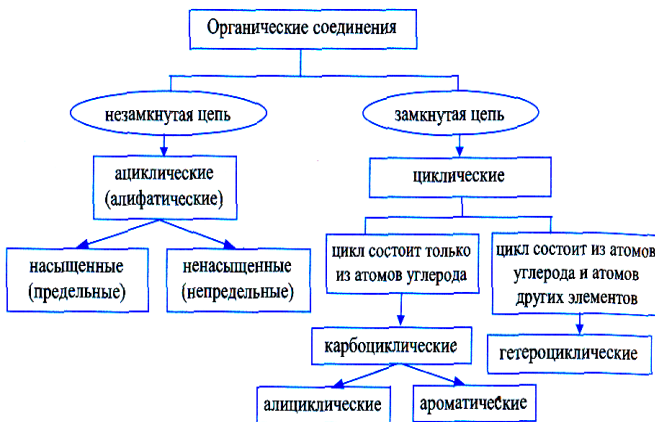 Органические соединения
незамкнутая цепь
замкнутая цепь
ациклические
(алифатические)
циклические
насыщенные
(предельные)
ненасыщенные
(непредельные)
цикл состоит только
из атомов углерода
цикл состоит из атомов
углерода и атомов
других элементов
карбоциклические
гетероциклические
алициклические
ароматические